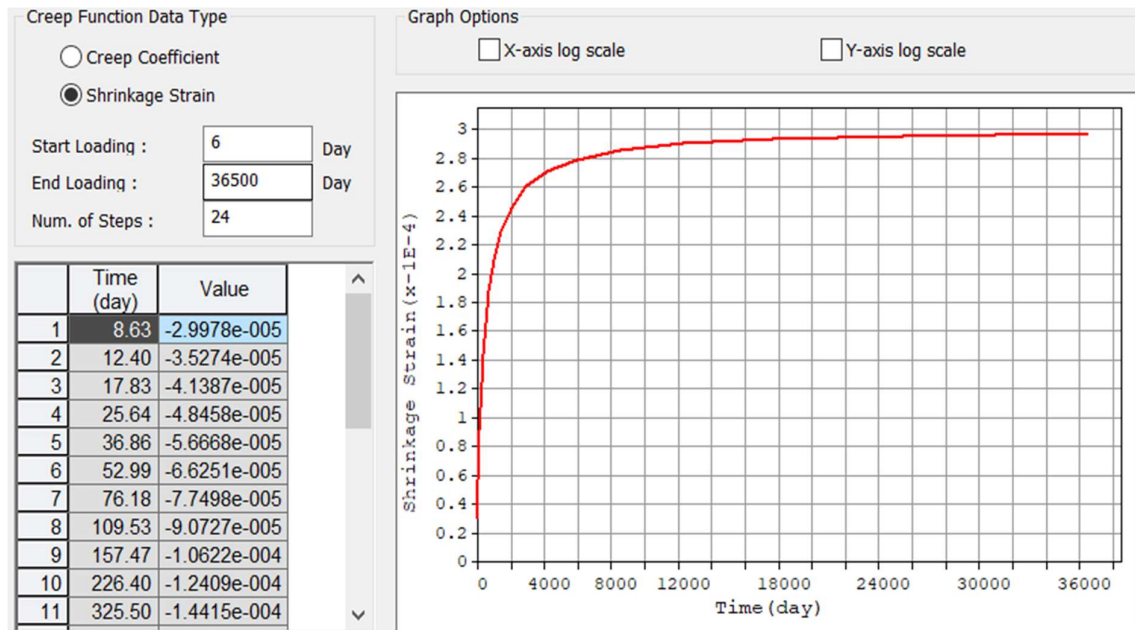 Creep Function Data Type
Creep Coefficient
Shrinkage Strain
Start Loading : 6 Day
End Loading : 36500 Day
Num. of Steps : 24
Time (day) Value
1 8.63 -2.9978e-005
2 12.40 -3.5274e-005
3 17.83 -4.1387e-005
4 25.64 -4.8458e-005
5 36.86 -5.6668e-005
6 52.99 -6.6251e-005
7 76.18 -7.7498e-005
8 109.53 -9.0727e-005
9 157.47 -1.0622e-004
10 226.40 -1.2409e-004
11 325.50 -1.4415e-004
Graph Options
X-axis log scale Y-axis log scale
Shrinkage Strain(x-1E-4)
3
2.8
2.6
2.4
2.2
2
1.8
1.6
1.4
1.2
1
0.8
0.6
0.4
0.2
0
0 4000 8000 12000 18000 24000 30000 36000
Time(day)